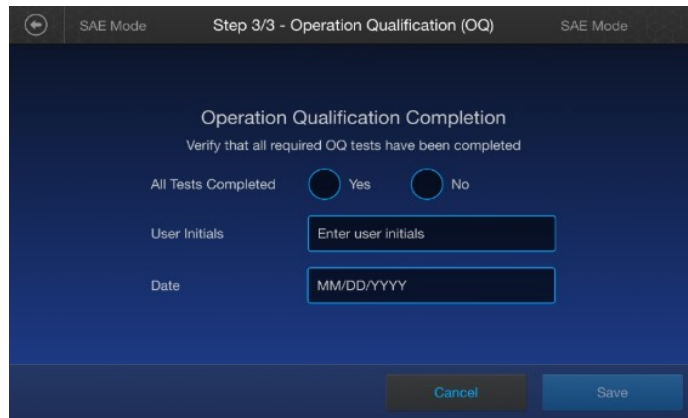 SAE Mode Step 3/3 - Operation Qualification (OQ) SAE Mode
Operation Qualification Completion
Verify that all required OQ tests have been completed
All Tests Completed Yes No
User Initials Enter user initials
Date MM/DD/YYYY
Cancel Save